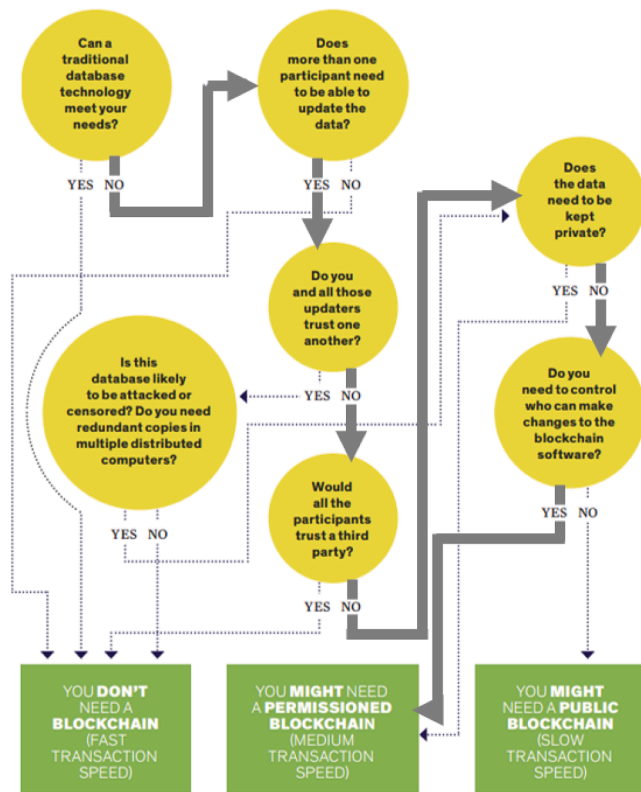 Can a
traditional
database
technology
meet your
needs?
YES NO
Does
more than one
participant need
to be able to
update the
data?
YES NO
Does
the data
need to be
kept
private?
YES NO
Do you
and all those
updaters
trust one
another?
YES NO
Is this
database likely
to be attacked or
censored? Do you need
redundant copies in
multiple distributed
computers?
YES NO
Do you
need to control
who can make
changes to the
blockchain
software?
YES NO
Would
all the
participants
trust a third
party?
YES NO
YOU DON'T
NEED A
BLOCKCHAIN
(FAST
TRANSACTION
SPEED)
YOU MIGHT NEED
A PERMISSIONED
BLOCKCHAIN
(MEDIUM
TRANSACTION
SPEED)
YOU MIGHT
NEED A PUBLIC
BLOCKCHAIN
(SLOW
TRANSACTION
SPEED)